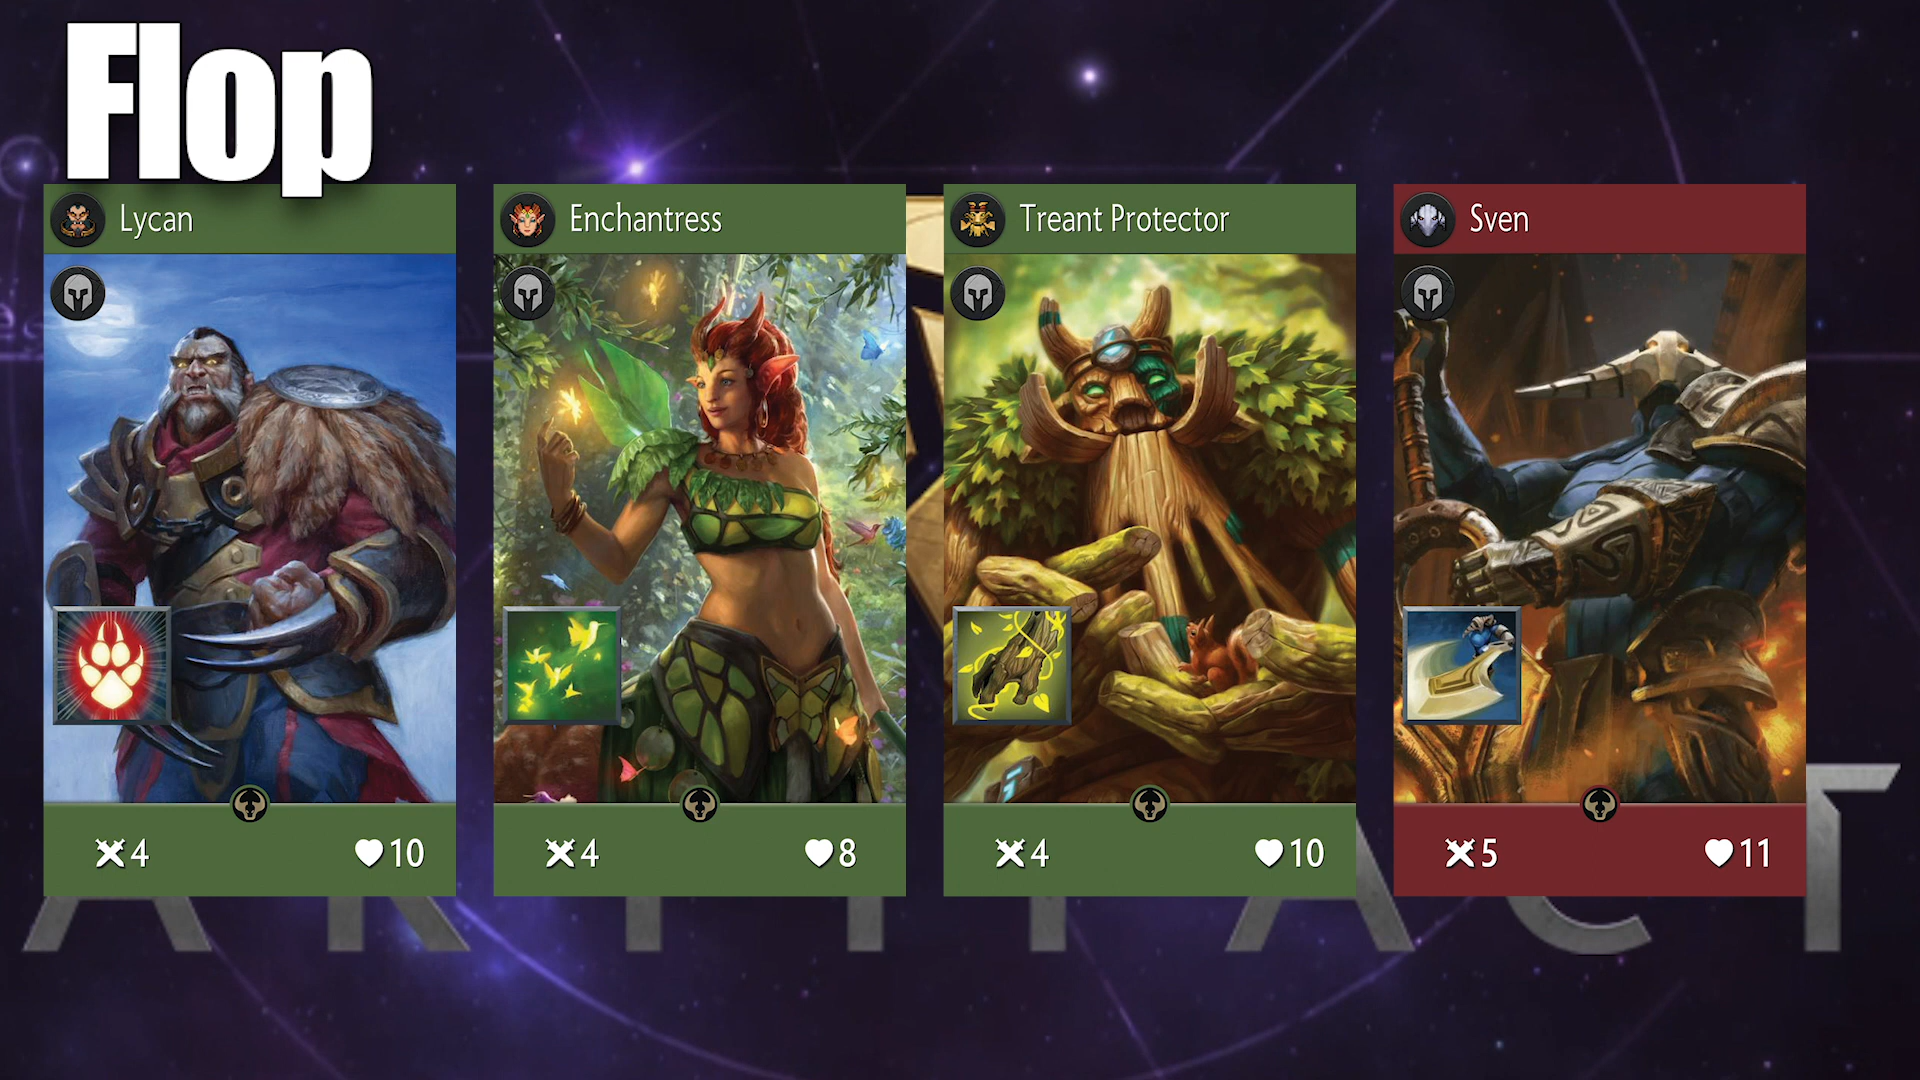 Flop
Lycan
Enchantress
Treant Protector
Sven
4 10
4 8
4 10
5 11